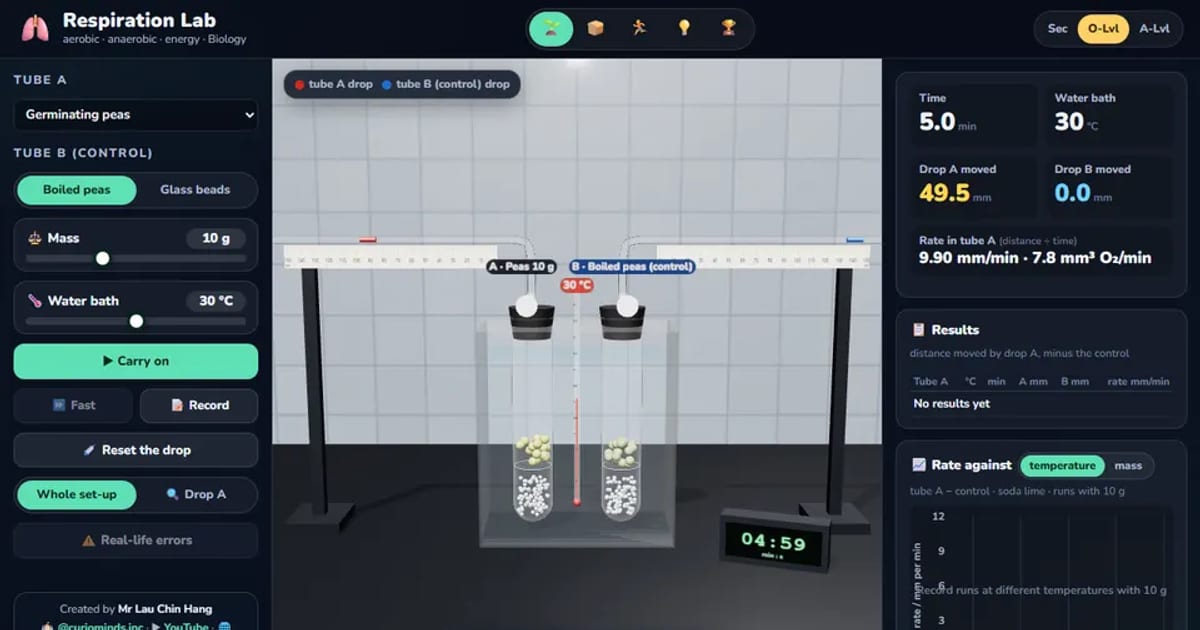 Respiration Lab
aerobic · anaerobic · energy · Biology
Sec O-Lvl A-Lvl
TUBE A
Germinating peas
TUBE B (CONTROL)
Boiled peas Glass beads
Mass 10 g
Water bath 30 °C
▶ Carry on
Fast Record
Reset the drop
Whole set-up Drop A
Real-life errors
Created by Mr Lau Chin Hang
@curiominds.inc · ▶ YouTube ·
tube A drop tube B (control) drop
A · Peas 10 g B · Boiled peas (control)
30 °C
04:59
min : s
Time Water bath
5.0 min 30 °C
Drop A moved Drop B moved
49.5 mm 0.0 mm
Rate in tube A (distance ÷ time)
9.90 mm/min · 7.8 mm³ O₂/min
Results
distance moved by drop A, minus the control
Tube A °C min A mm B mm rate mm/min
No results yet
Rate against temperature mass
tube A − control · soda lime · runs with 10 g
12
9
6
3
rate / mm per min
Record runs at different temperatures with 10 g